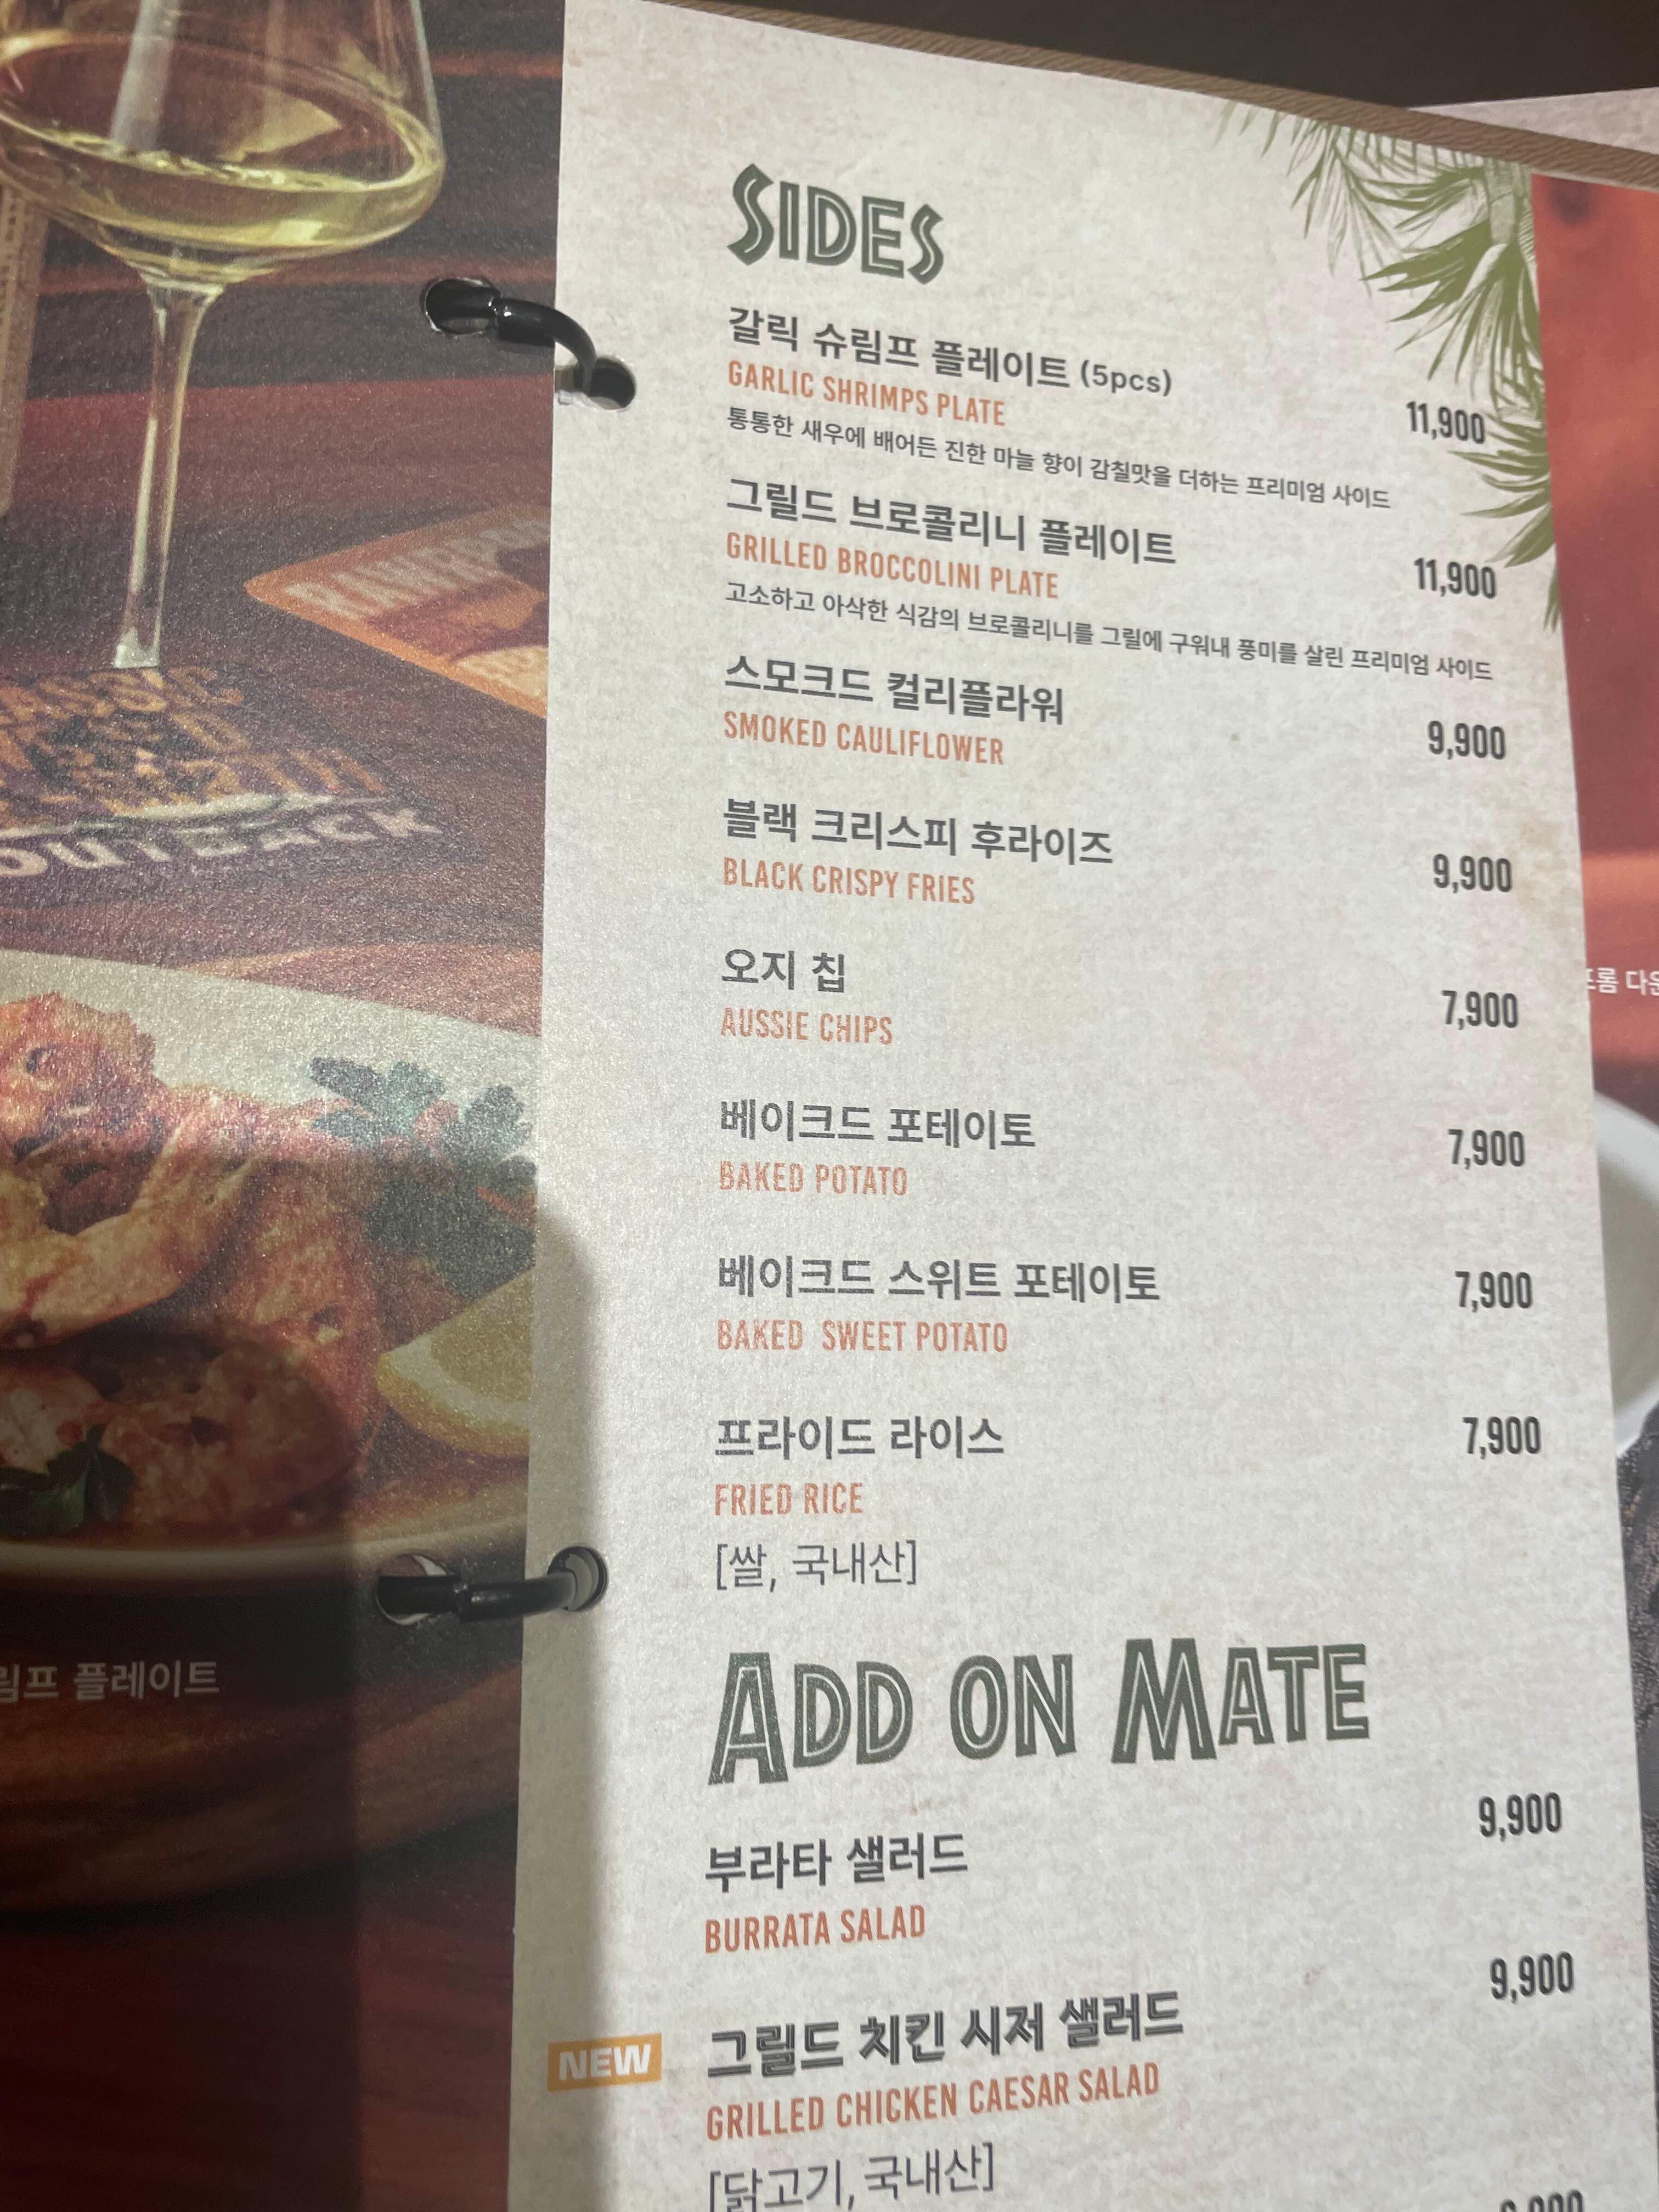 SIDES
갈릭 슈림프 플레이트 (5pcs)
GARLIC SHRIMPS PLATE
11,900
통통한 새우에 배어든 진한 마늘 향이 감칠맛을 더하는 프리미엄 사이드
그릴드 브로콜리니 플레이트
GRILLED BROCCOLINI PLATE
11,900
고소하고 아삭한 식감의 브로콜리니를 그릴에 구워내 풍미를 살린 프리미엄 사이드
스모크드 컬리플라워
SMOKED CAULIFLOWER
9,900
블랙 크리스피 후라이즈
BLACK CRISPY FRIES
9,900
오지 칩
AUSSIE CHIPS
7,900
베이크드 포테이토
BAKED POTATO
7,900
베이크드 스위트 포테이토
BAKED SWEET POTATO
7,900
프라이드 라이스
FRIED RICE
7,900
[쌀, 국내산]
ADD ON MATE
부라타 샐러드
BURRATA SALAD
9,900
NEW
그릴드 치킨 시저 샐러드
GRILLED CHICKEN CAESAR SALAD
9,900
[닭고기, 국내산]
OUTBACK
림프 플레이트
프롬 다운